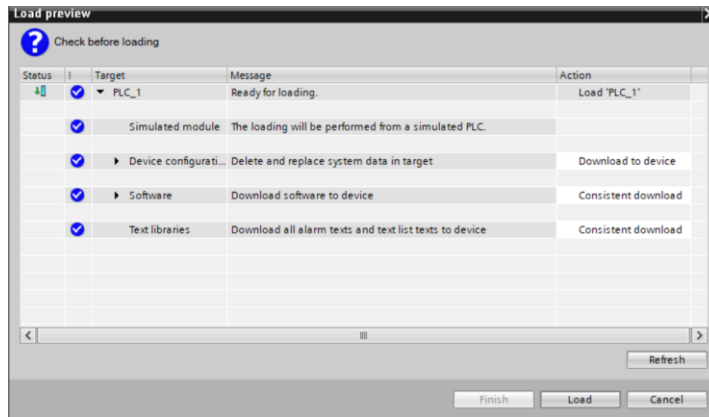 Load preview
Check before loading
Status ! Target Message Action
PLC_1 Ready for loading. Load 'PLC_1'
Simulated module The loading will be performed from a simulated PLC.
Device configurati... Delete and replace system data in target Download to device
Software Download software to device Consistent download
Text libraries Download all alarm texts and text list texts to device Consistent download
Refresh
Finish Load Cancel